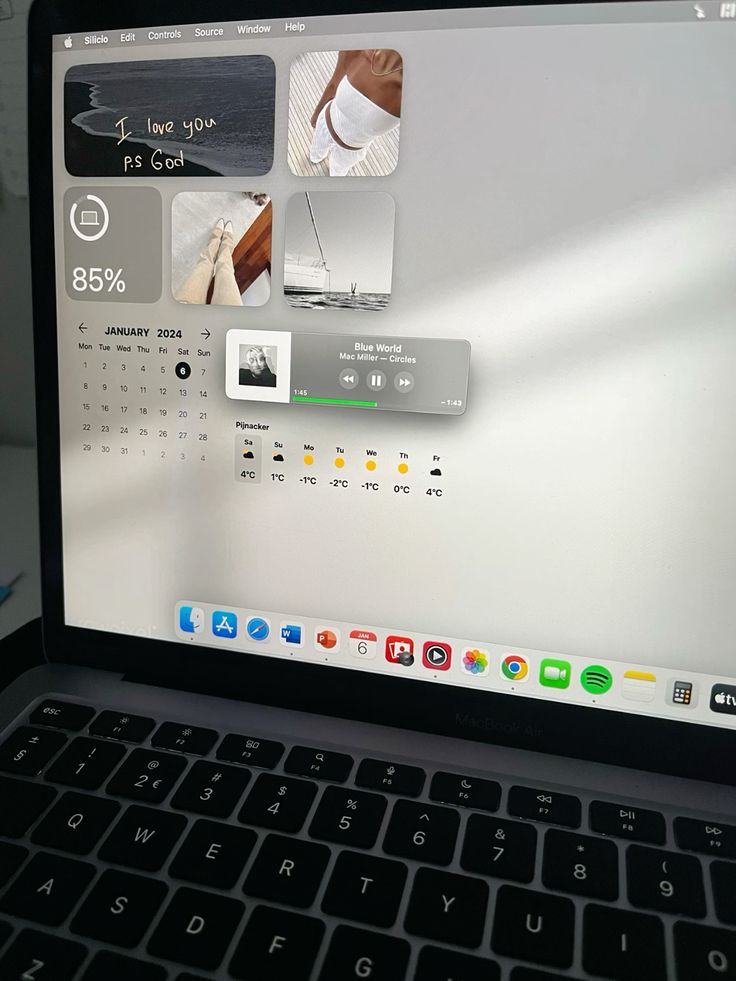 Silicio Edit Controls Source Window Help
I love you
p.s God
85%
← JANUARY 2024 →
Mon Tue Wed Thu Fri Sat Sun
1 2 3 4 5 6 7
8 9 10 11 12 13 14
15 16 17 18 19 20 21
22 23 24 25 26 27 28
29 30 31 1 2 3 4
Blue World
Mac Miller — Circles
1:45 -1:43
Pijnacker
Sa Su Mo Tu We Th Fr
4°C 1°C -1°C -2°C -1°C 0°C 4°C
W P JAN 6 tv
MacBook Air
esc F1 F2 F3 F4 F5 F6 F7 F8 F9
± § ! 1 @ 2 € # 3 $ 4 % 5 ^ 6 & 7 * 8 ( 9
Q W E R T Y U I O
A S D F G
Z